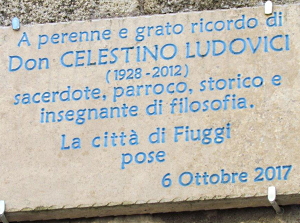 A perenne e grato ricordo di
Don CELESTINO LUDOVICI
(1928-2012)
sacerdote, parroco, storico e
insegnante di filosofia.
La città di Fiuggi
pose
6 Ottobre 2017